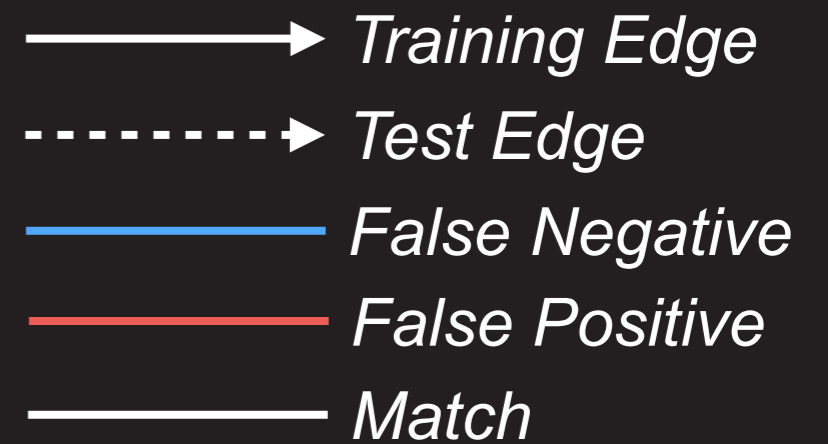 Training Edge
Test Edge
False Negative
False Positive
Match